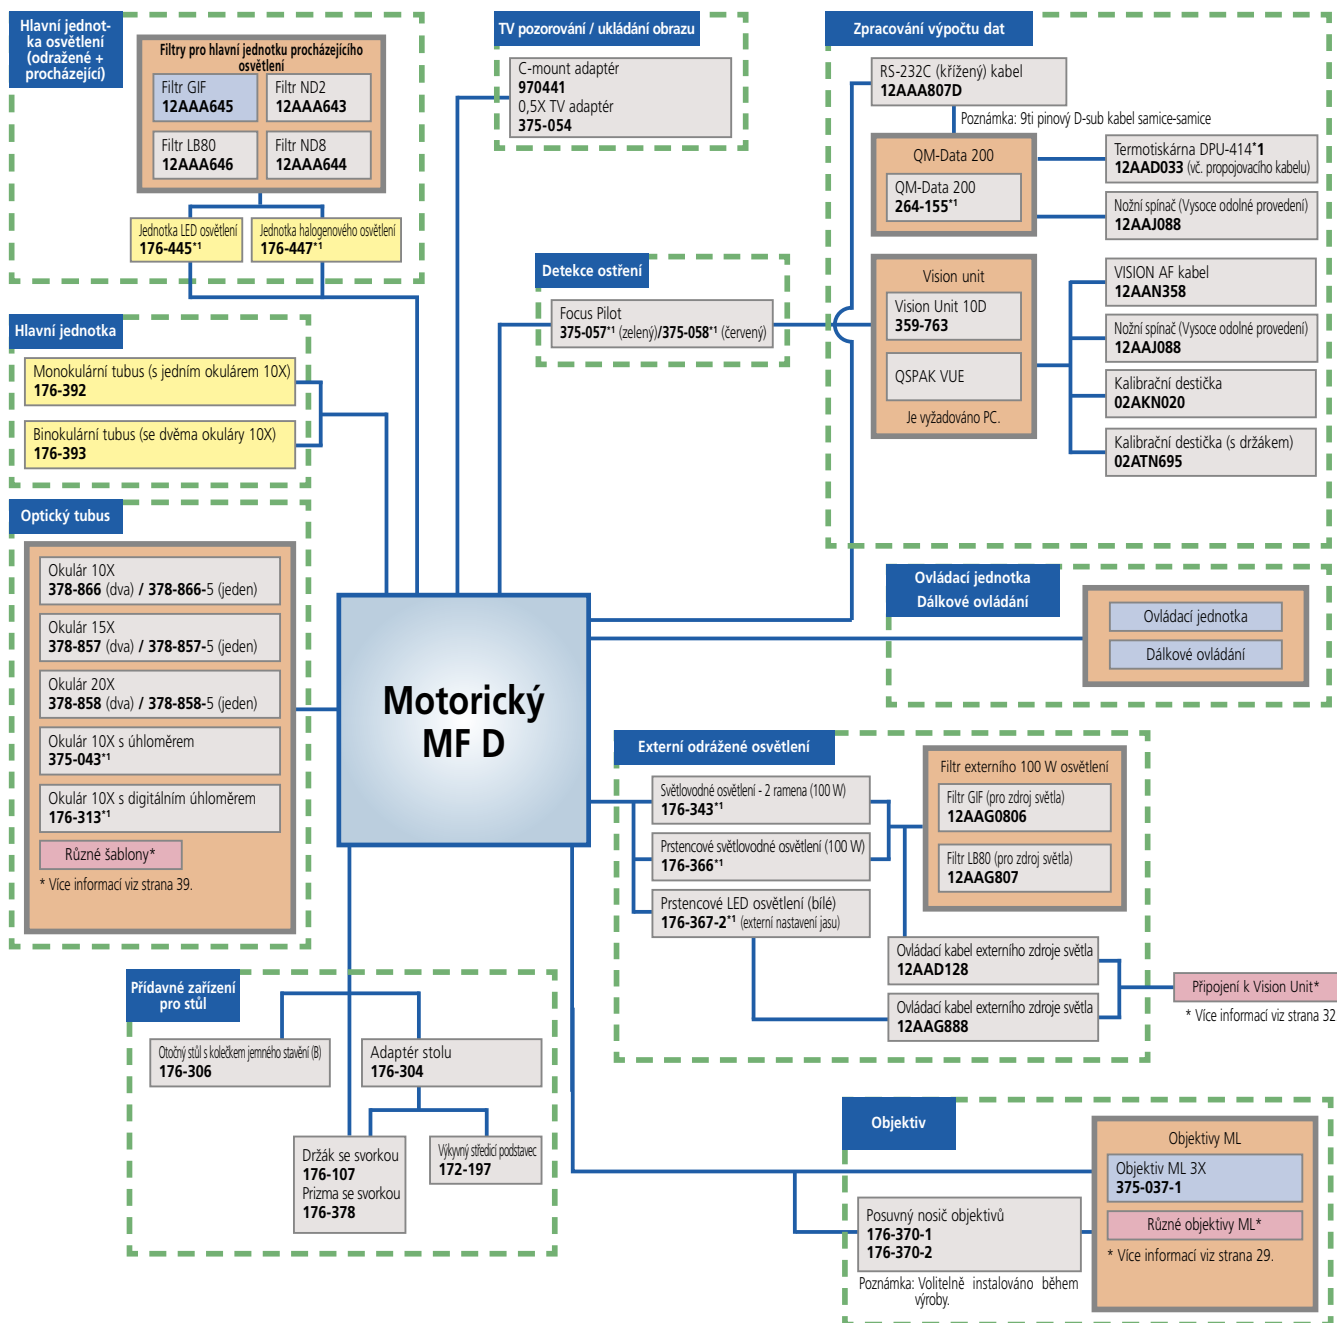 Hlavní jednot-
ka osvětlení
(odražené +
procházející)
Filtry pro hlavní jednotku procházejícího
osvětlení
Filtr GIF
12AAA645
Filtr ND2
12AAA643
Filtr LB80
12AAA646
Filtr ND8
12AAA644
Jednotka LED osvětlení
176-445*1
Jednotka halogenového osvětlení
176-447*1
TV pozorování / ukládání obrazu
C-mount adaptér
970441
0,5X TV adaptér
375-054
Zpracování výpočtu dat
RS-232C (křížený) kabel
12AAA807D
Poznámka: 9ti pinový D-sub kabel samice-samice
QM-Data 200
QM-Data 200
264-155*1
Termotiskárna DPU-414*1
12AAD033 (vč. propojovacího kabelu)
Nožní spínač (Vysoce odolné provedení)
12AAJ088
Vision unit
Vision Unit 10D
359-763
QSPAK VUE
Je vyžadováno PC.
VISION AF kabel
12AAN358
Nožní spínač (Vysoce odolné provedení)
12AAJ088
Kalibrační destička
02AKN020
Kalibrační destička (s držákem)
02ATN695
Detekce ostření
Focus Pilot
375-057*1 (zelený)/375-058*1 (červený)
Hlavní jednotka
Monokulární tubus (s jedním okulárem 10X)
176-392
Binokulární tubus (se dvěma okuláry 10X)
176-393
Optický tubus
Okulár 10X
378-866 (dva) / 378-866-5 (jeden)
Okulár 15X
378-857 (dva) / 378-857-5 (jeden)
Okulár 20X
378-858 (dva) / 378-858-5 (jeden)
Okulár 10X s úhloměrem
375-043*1
Okulár 10X s digitálním úhloměrem
176-313*1
Různé šablony*
* Více informací viz strana 39.
Motorický
MF D
Ovládací jednotka
Dálkové ovládání
Ovládací jednotka
Dálkové ovládání
Externí odrážené osvětlení
Světlovodné osvětlení - 2 ramena (100 W)
176-343*1
Prstencové světlovodné osvětlení (100 W)
176-366*1
Prstencové LED osvětlení (bílé)
176-367-2*1 (externí nastavení jasu)
Filtr externího 100 W osvětlení
Filtr GIF (pro zdroj světla)
12AAG0806
Filtr LB80 (pro zdroj světla)
12AAG807
Ovládací kabel externího zdroje světla
12AAD128
Ovládací kabel externího zdroje světla
12AAG888
Připojení k Vision Unit*
* Více informací viz strana 32
Přídavné zařízení
pro stůl
Otočný stůl s kolečkem jemného stavění (B)
176-306
Adaptér stolu
176-304
Držák se svorkou
176-107
Prizma se svorkou
176-378
Výkyvný středicí podstavec
172-197
Objektiv
Posuvný nosič objektivů
176-370-1
176-370-2
Poznámka: Volitelně instalováno během
výroby.
Objektivy ML
Objektiv ML 3X
375-037-1
Různé objektivy ML*
* Více informací viz strana 29.